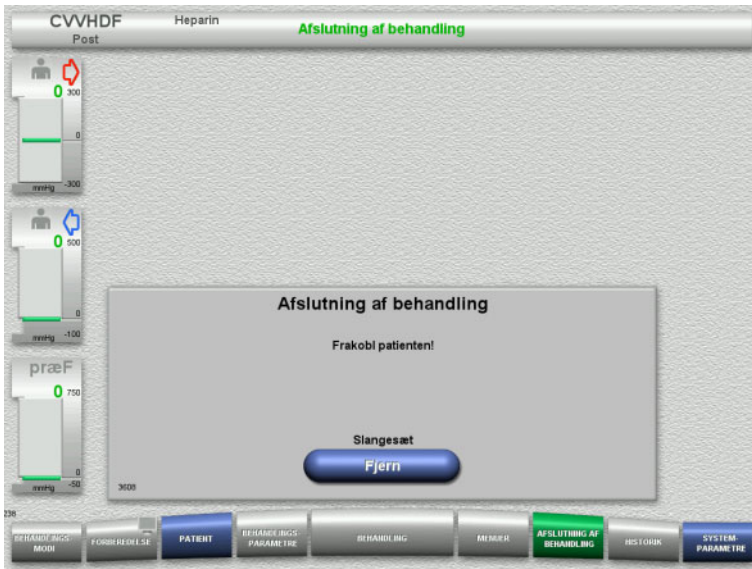 CVVHDF
Heparin
Post
Afslutning af behandling
0
300
0
mmHg
-300
0
500
0
mmHg
-100
præF
0
750
0
mmHg
-50
Afslutning af behandling
Frakobl patienten!
Slangesæt
Fjern
3608
236
BEHANDLINGS-
MODI
FORBEREDELSE
PATIENT
BEHANDLINGS-
PARAMETRE
BEHANDLING
MENUER
AFSLUTNING AF
BEHANDLING
HISTORIK
SYSTEM-
PARAMETRE